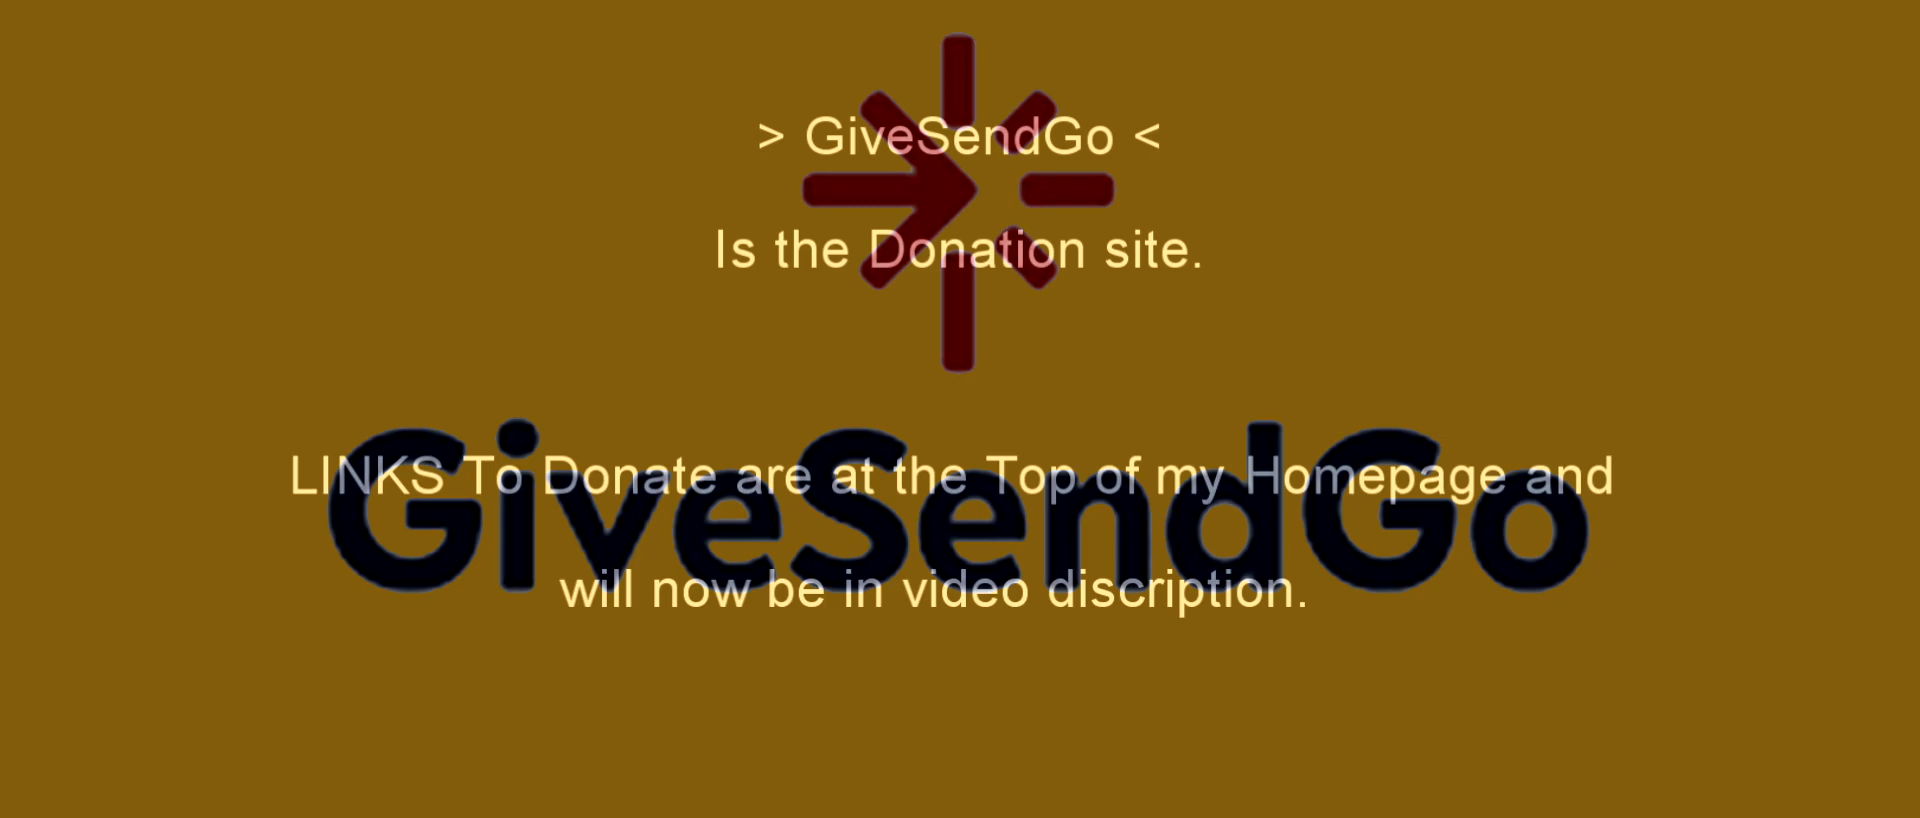 > GiveSendGo <
Is the Donation site.
GiveSendGo
LINKS To Donate are at the Top of my Homepage and
will now be in video discription.